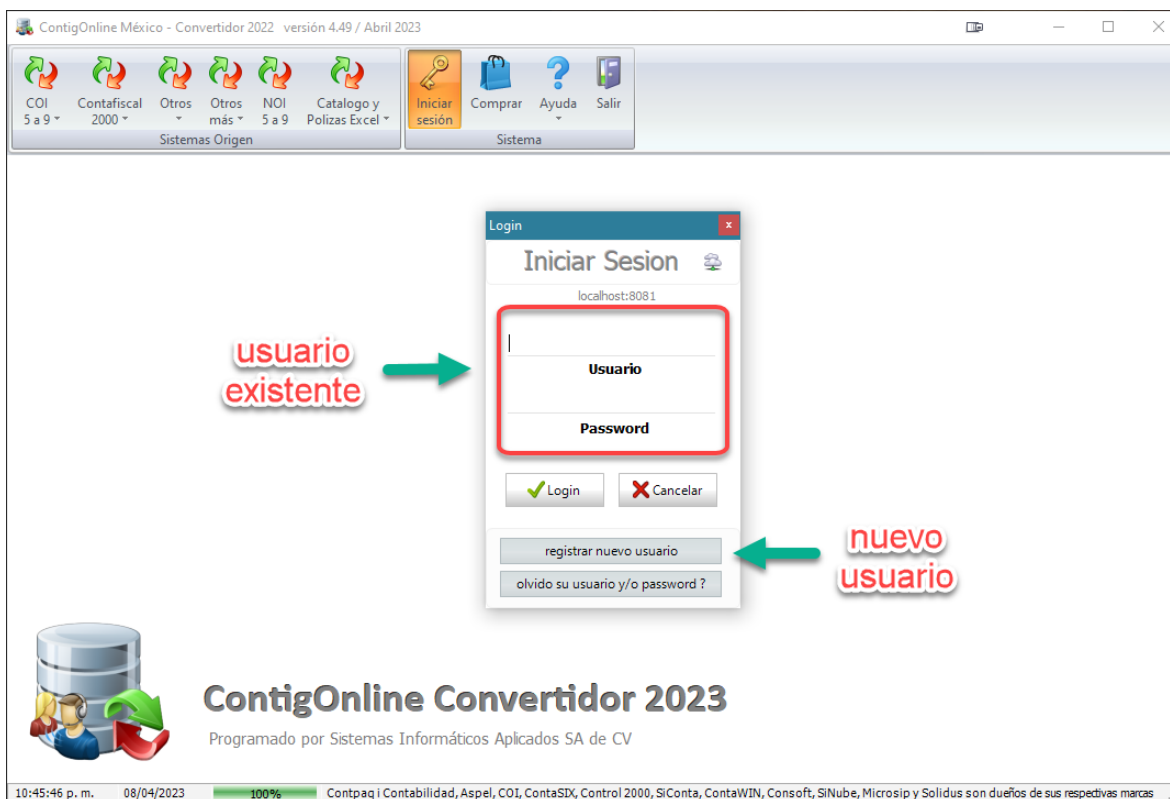 ContigOnline México - Convertidor 2022 versión 4.49 / Abril 2023
COI
5 a 9
Contafiscal
2000
Otros
Otros
más
NOI
5 a 9
Catalogo y
Polizas Excel
Sistemas Origen
Iniciar
sesión
Comprar
Ayuda
Salir
Sistema
Login
x
Iniciar Sesion
localhost:8081
usuario
existente
Usuario
Password
Login
Cancelar
registrar nuevo usuario
olvido su usuario y/o password ?
nuevo
usuario
ContigOnline Convertidor 2023
Programado por Sistemas Informáticos Aplicados SA de CV
10:45:46 p. m. 08/04/2023 100% Contpaq i Contabilidad, Aspel, COI, ContaSIX, Control 2000, SiConta, ContaWIN, Consoft, SiNube, Microsip y Solidus son dueños de sus respectivas marcas